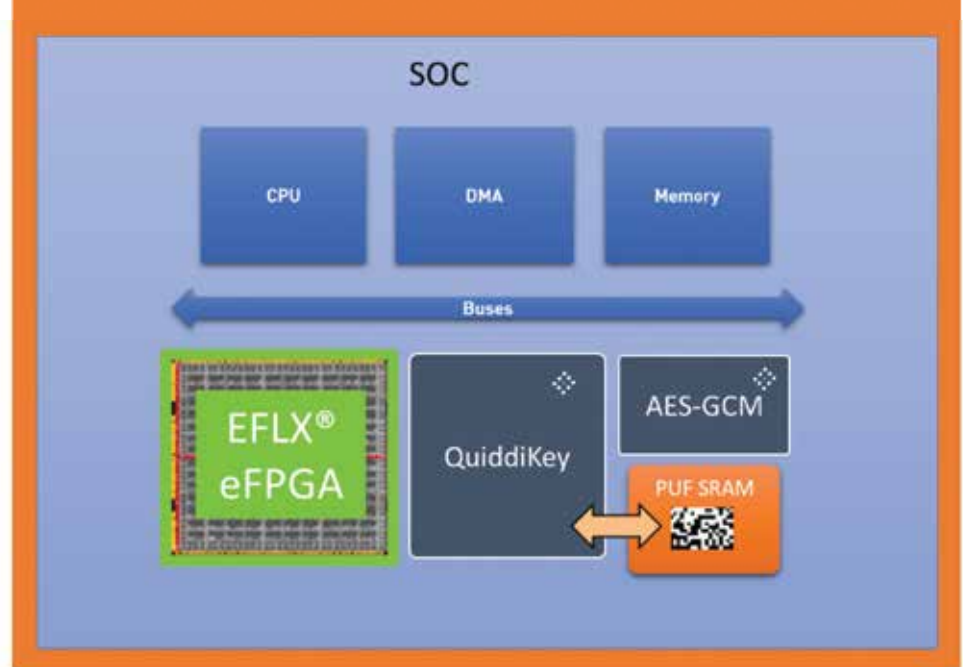 SOC
CPU
DMA
Memory
Buses
EFLX®
eFPGA
QuiddiKey
AES-GCM
PUF SRAM